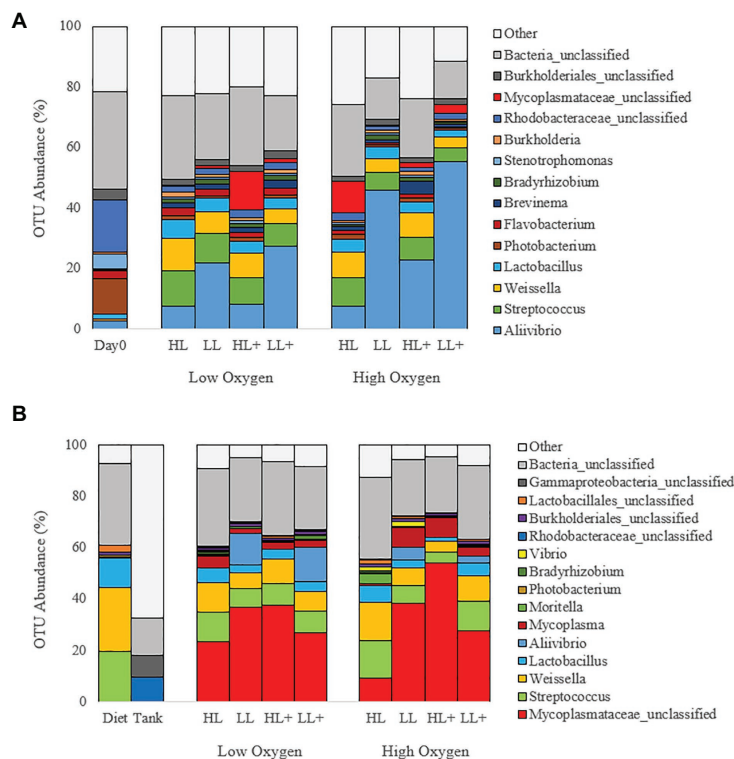 A
100
80
60
40
20
0
OTU Abundance (%)
Day0
HL LL HL+ LL+
HL LL HL+ LL+
Low Oxygen
High Oxygen
Other
Bacteria_unclassified
Burkholderiales_unclassified
Mycoplasmataceae_unclassified
Rhodobacteraceae_unclassified
Burkholderia
Stenotrophomonas
Bradyrhizobium
Brevinema
Flavobacterium
Photobacterium
Lactobacillus
Weissella
Streptococcus
Aliivibrio
B
100
80
60
40
20
0
OTU Abundance (%)
Diet Tank
HL LL HL+ LL+
HL LL HL+ LL+
Low Oxygen
High Oxygen
Other
Bacteria_unclassified
Gammaproteobacteria_unclassified
Lactobacillales_unclassified
Burkholderiales_unclassified
Rhodobacteraceae_unclassified
Vibrio
Bradyrhizobium
Photobacterium
Moritella
Mycoplasma
Aliivibrio
Lactobacillus
Weissella
Streptococcus
Mycoplasmataceae_unclassified